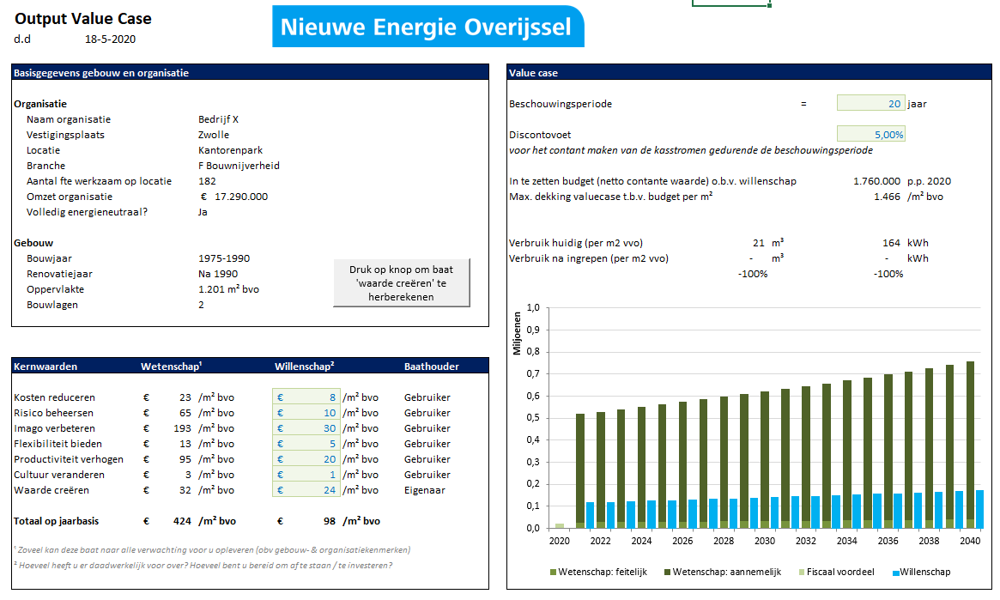 Output Value Case
d.d 18-5-2020
Nieuwe Energie Overijssel
Basisgegevens gebouw en organisatie
Organisatie
Naam organisatie Bedrijf X
Vestigingsplaats Zwolle
Locatie Kantorenpark
Branche F Bouwnijverheid
Aantal fte werkzaam op locatie 182
Omzet organisatie € 17.290.000
Volledig energieneutraal? Ja
Gebouw
Bouwjaar 1975-1990
Renovatiejaar Na 1990
Oppervlakte 1.201 m² bvo
Bouwlagen 2
Druk op knop om baat
'waarde creëren' te
herberekenen
Kernwaarden Wetenschap¹ Willenschap² Baathouder
Kosten reduceren € 23 /m² bvo € 8 /m² bvo Gebruiker
Risico beheersen € 65 /m² bvo € 10 /m² bvo Gebruiker
Imago verbeteren € 193 /m² bvo € 30 /m² bvo Gebruiker
Flexibiliteit bieden € 13 /m² bvo € 5 /m² bvo Gebruiker
Productiviteit verhogen € 95 /m² bvo € 20 /m² bvo Gebruiker
Cultuur veranderen € 3 /m² bvo € 1 /m² bvo Gebruiker
Waarde creëren € 32 /m² bvo € 24 /m² bvo Eigenaar
Totaal op jaarbasis € 424 /m² bvo € 98 /m² bvo
¹ Zoveel kan deze baat naar alle verwachting voor u opleveren (obv gebouw- & organisatiekenmerken)
² Hoeveel heeft u er daadwerkelijk voor over? Hoeveel bent u bereid om af te staan / te investeren?
Value case
Beschouwingsperiode = 20 jaar
Discontovoet 5,00%
voor het contant maken van de kasstromen gedurende de beschouwingsperiode
In te zetten budget (netto contante waarde) o.b.v. willenschap 1.760.000 p.p. 2020
Max. dekking valuecase t.b.v. budget per m² 1.466 /m² bvo
Verbruik huidig (per m2 vvo) 21 m³ 164 kWh
Verbruik na ingrepen (per m2 vvo) - m³ - kWh
-100% -100%
Miljoenen
1,0
0,9
0,8
0,7
0,6
0,5
0,4
0,3
0,2
0,1
0,0
2020 2022 2024 2026 2028 2030 2032 2034 2036 2038 2040
Wetenschap: feitelijk Wetenschap: aannemelijk Fiscaal voordeel Willenschap